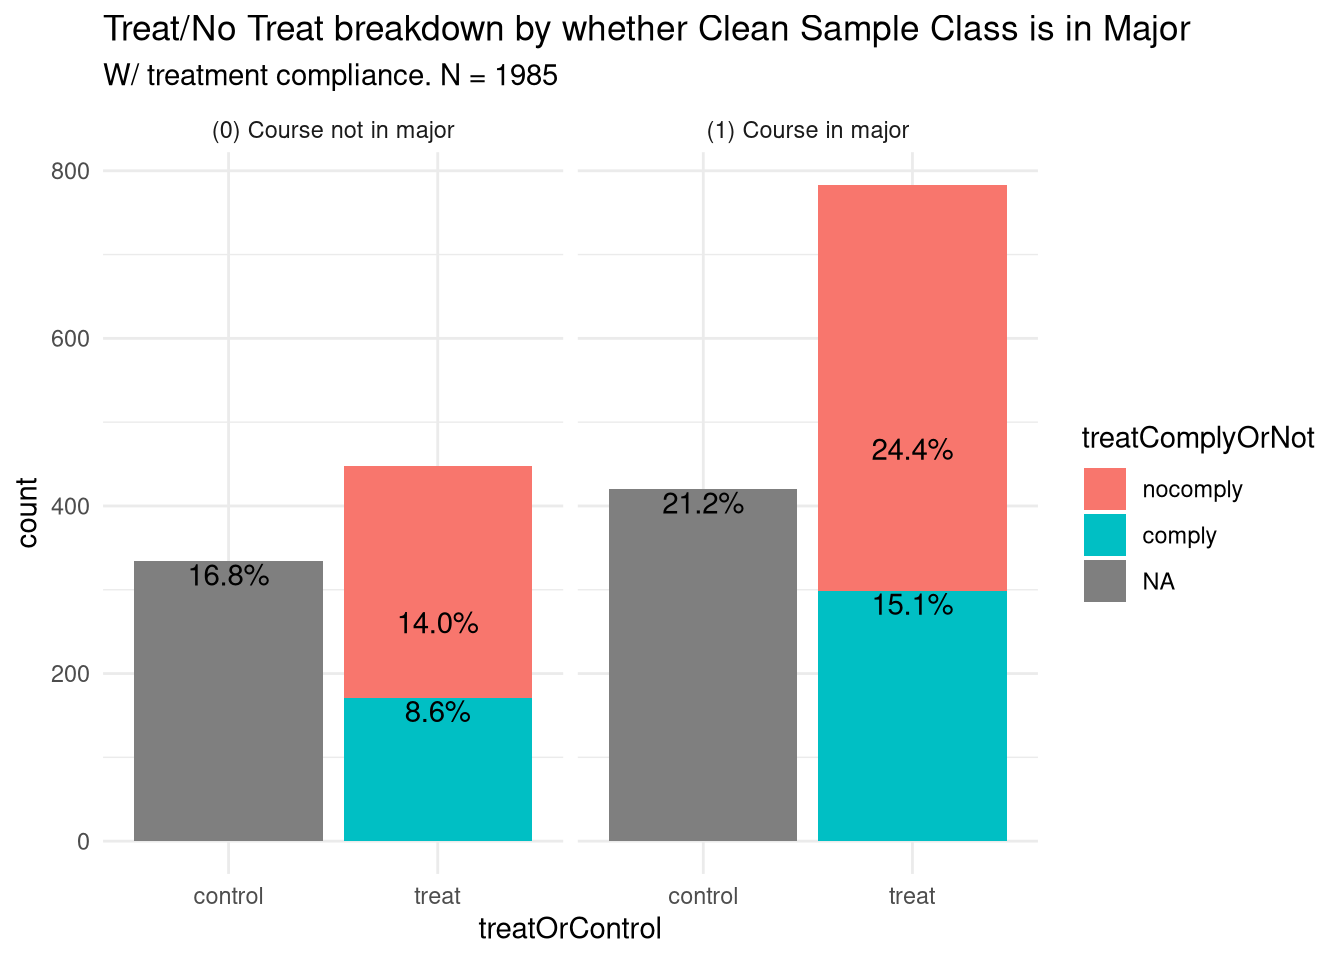 Treat/No Treat breakdown by whether Clean Sample Class is in Major
W/ treatment compliance. N = 1985
(0) Course not in major
(1) Course in major
800
600
400
200
0
count
16.8%
14.0%
8.6%
21.2%
24.4%
15.1%
control
treat
control
treat
treatOrControl
treatComplyOrNot
nocomply
comply
NA